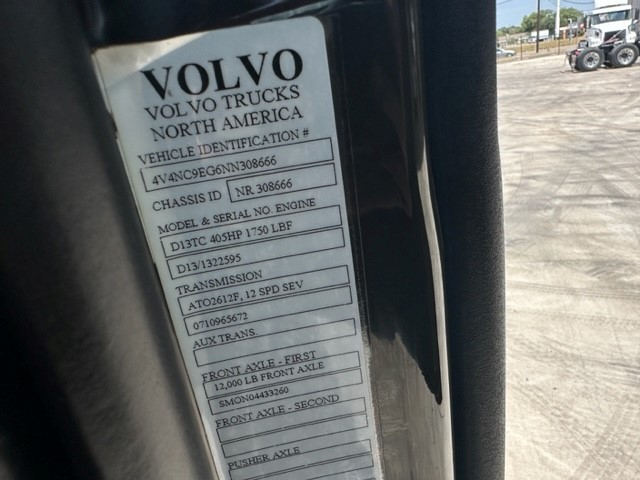 VOLVO
VOLVO TRUCKS
NORTH AMERICA
VEHICLE IDENTIFICATION #
4V4NC9EG6NN308666
CHASSIS ID NR 308666
MODEL & SERIAL NO. ENGINE
D13TC 405HP 1750 LBF
D13/1322595
TRANSMISSION
ATO2612F, 12 SPD SEV
0710965672
AUX TRANS.
FRONT AXLE - FIRST
12,000 LB FRONT AXLE
SMON04433260
FRONT AXLE - SECOND
PUSHER AXLE